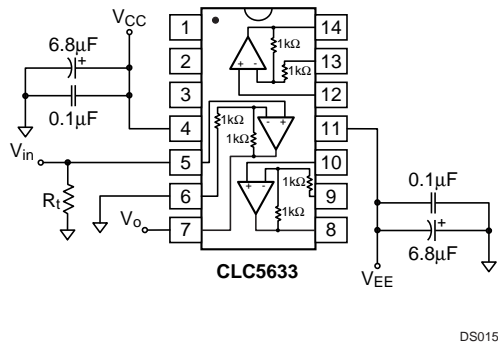 VCC
1
14
6.8µF
+
1kΩ
2
13
1kΩ
3
+ -
12
0.1µF
1kΩ
- +
4
11
1kΩ
Vin
5
10
+ -
1kΩ
0.1µF
Rt
6
9
1kΩ
Vo
7
8
+
6.8µF
CLC5633
VEE
DS015